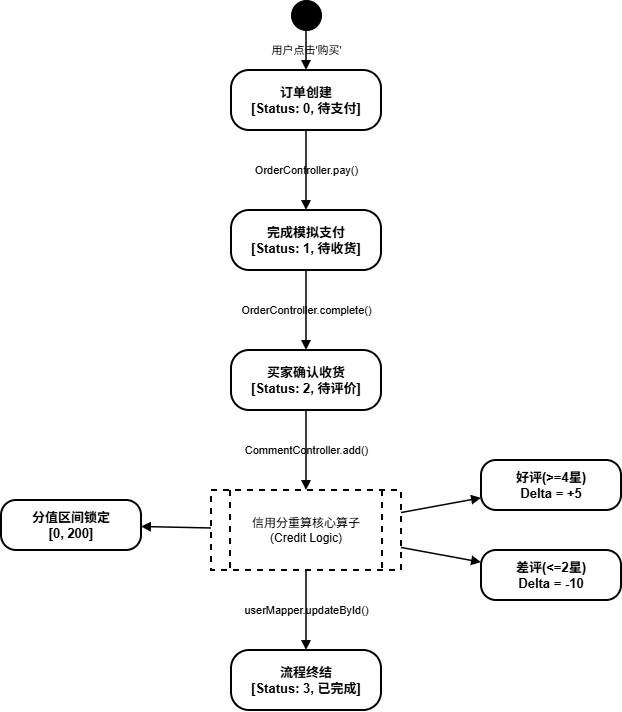 用户点击'购买'
订单创建
[Status: 0, 待支付]
OrderController.pay()
完成模拟支付
[Status: 1, 待收货]
OrderController.complete()
买家确认收货
[Status: 2, 待评价]
CommentController.add()
好评(>=4星)
Delta = +5
分值区间锁定
[0, 200]
信用分重算核心算子
(Credit Logic)
差评(<=2星)
Delta = -10
userMapper.updateById()
流程终结
[Status: 3, 已完成]